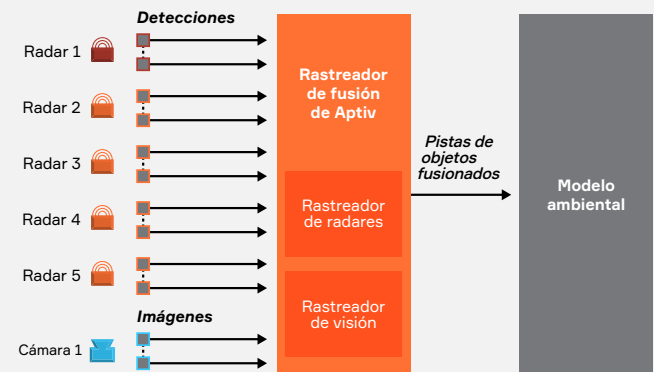 Detecciones
Radar 1
Radar 2
Radar 3
Radar 4
Radar 5
Imágenes
Cámara 1
Rastreador
de fusión
de Aptiv
Rastreador
de radares
Rastreador
de visión
Pistas de
objetos
fusionados
Modelo
ambiental